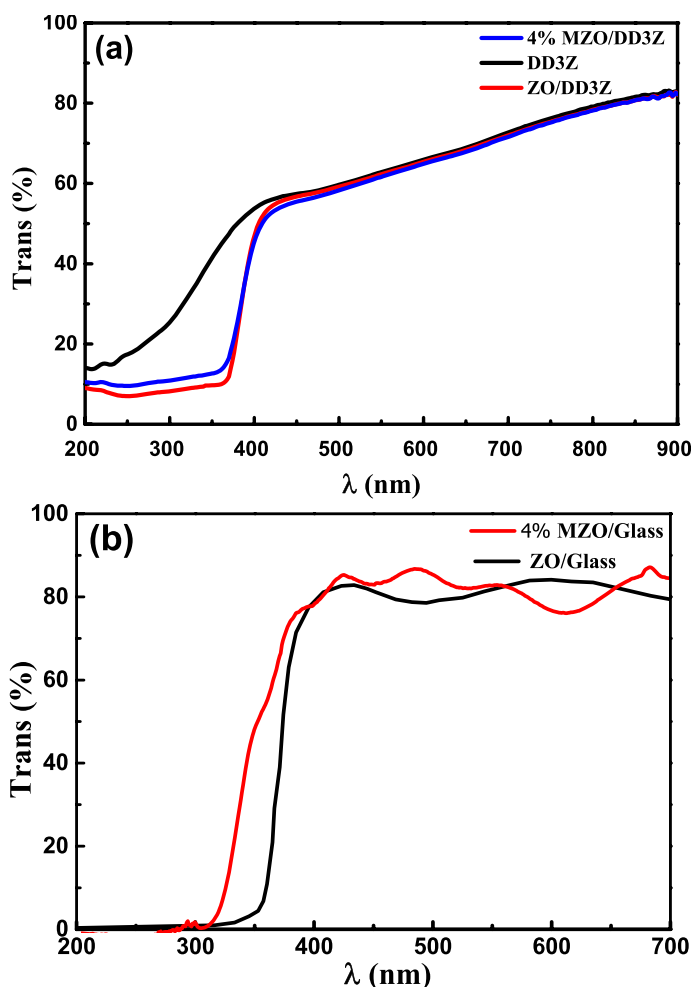 100
(a)
4% MZO/DD3Z
DD3Z
ZO/DD3Z
80
60
40
20
0
Trans (%)
200 300 400 500 600 700 800 900
λ (nm)
100
(b)
4% MZO/Glass
ZO/Glass
80
60
40
20
0
Trans (%)
200 300 400 500 600 700
λ (nm)